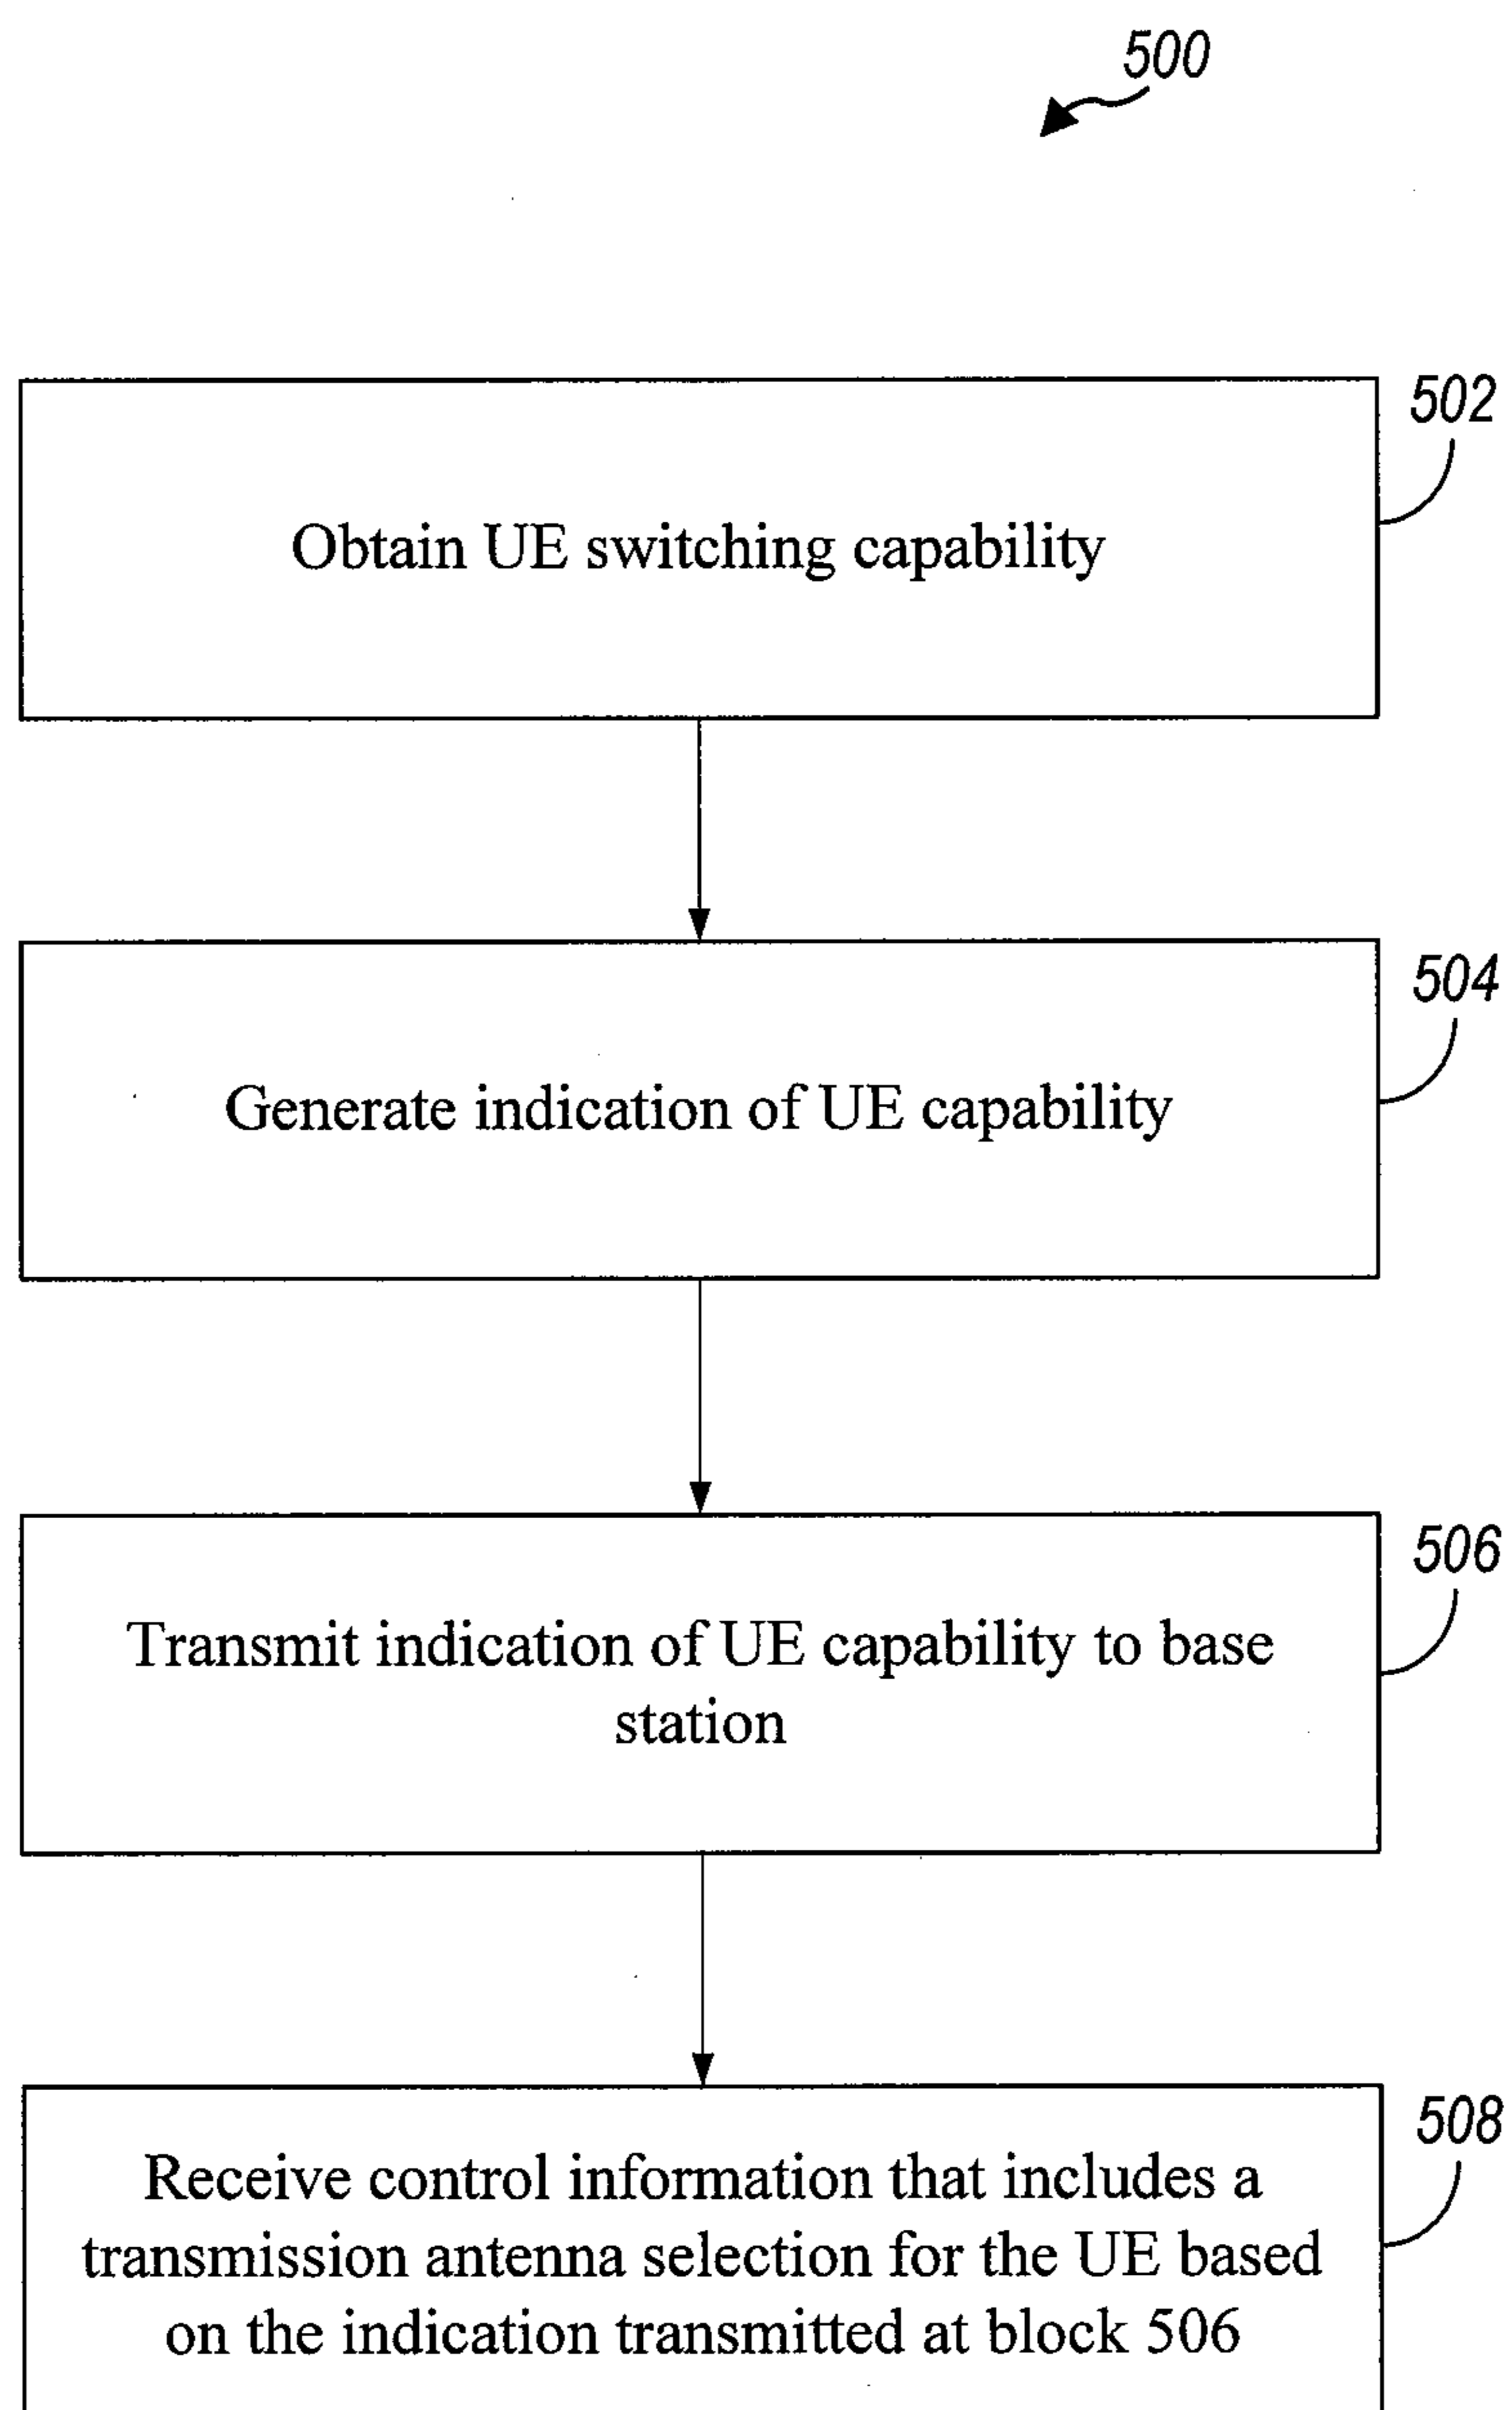 500
502
Obtain UE switching capability
504
Generate indication of UE capability
506
Transmit indication of UE capability to base
station
508
Receive control information that includes a
transmission antenna selection for the UE based
on the indication transmitted at block 506